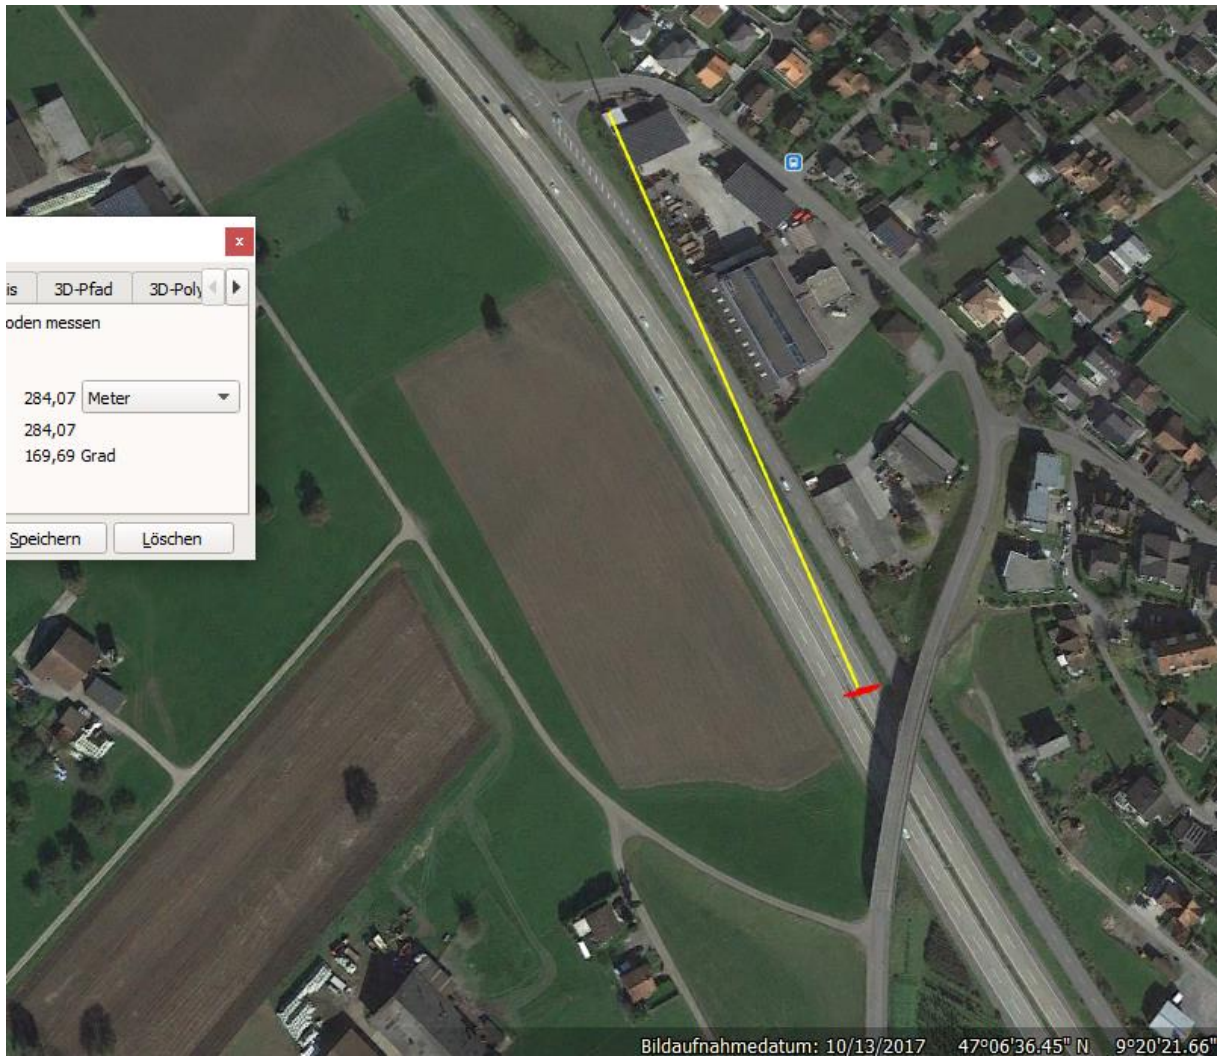 x
is
3D-Pfad
3D-Poly
oden messen
284,07 Meter
284,07
169,69 Grad
Speichern
Löschen
Bildaufnahmedatum: 10/13/2017 47°06'36.45" N 9°20'21.66"